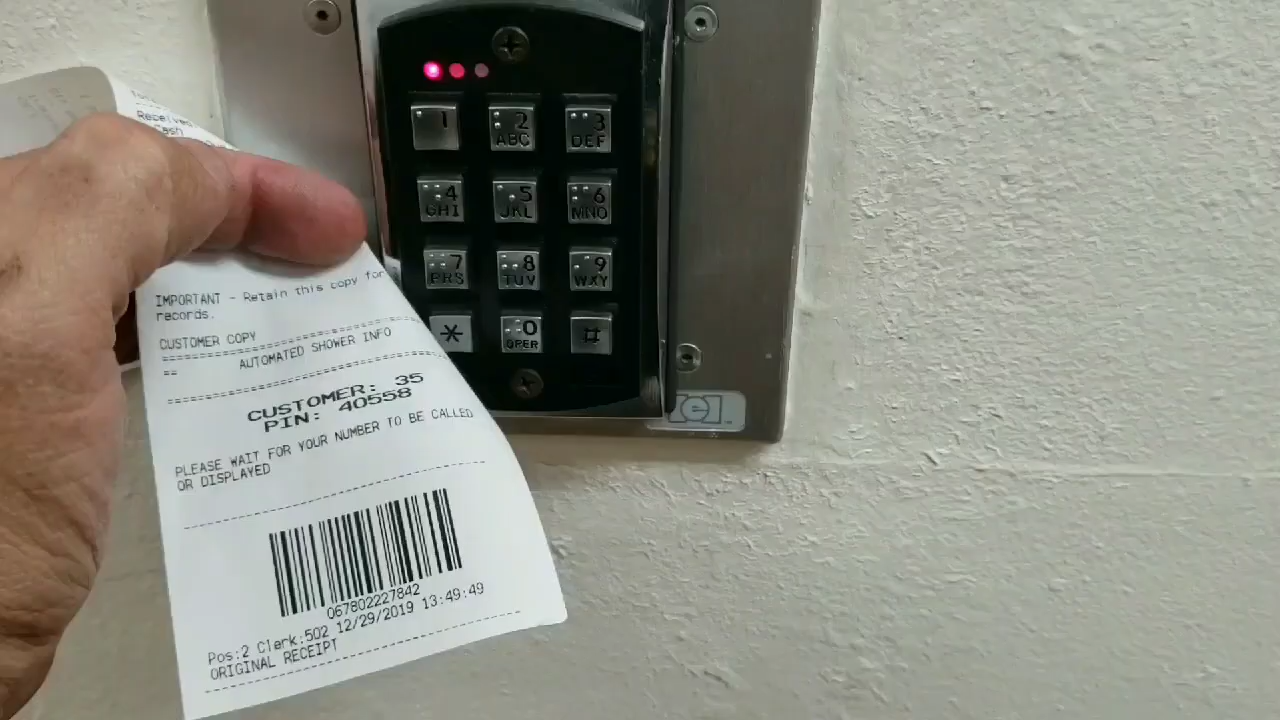 Received
Cash
IMPORTANT - Retain this copy for
records.
CUSTOMER COPY
==============================
== AUTOMATED SHOWER INFO
CUSTOMER: 35
PIN: 40558
PLEASE WAIT FOR YOUR NUMBER TO BE CALLED
OR DISPLAYED
067802227842
Pos:2 Clerk:502 12/29/2019 13:49:49
ORIGINAL RECEIPT
1 2 3
ABC DEF
4 5 6
GHI JKL MNO
7 8 9
PRS TUV WXY
* 0 #
OPER
IEI